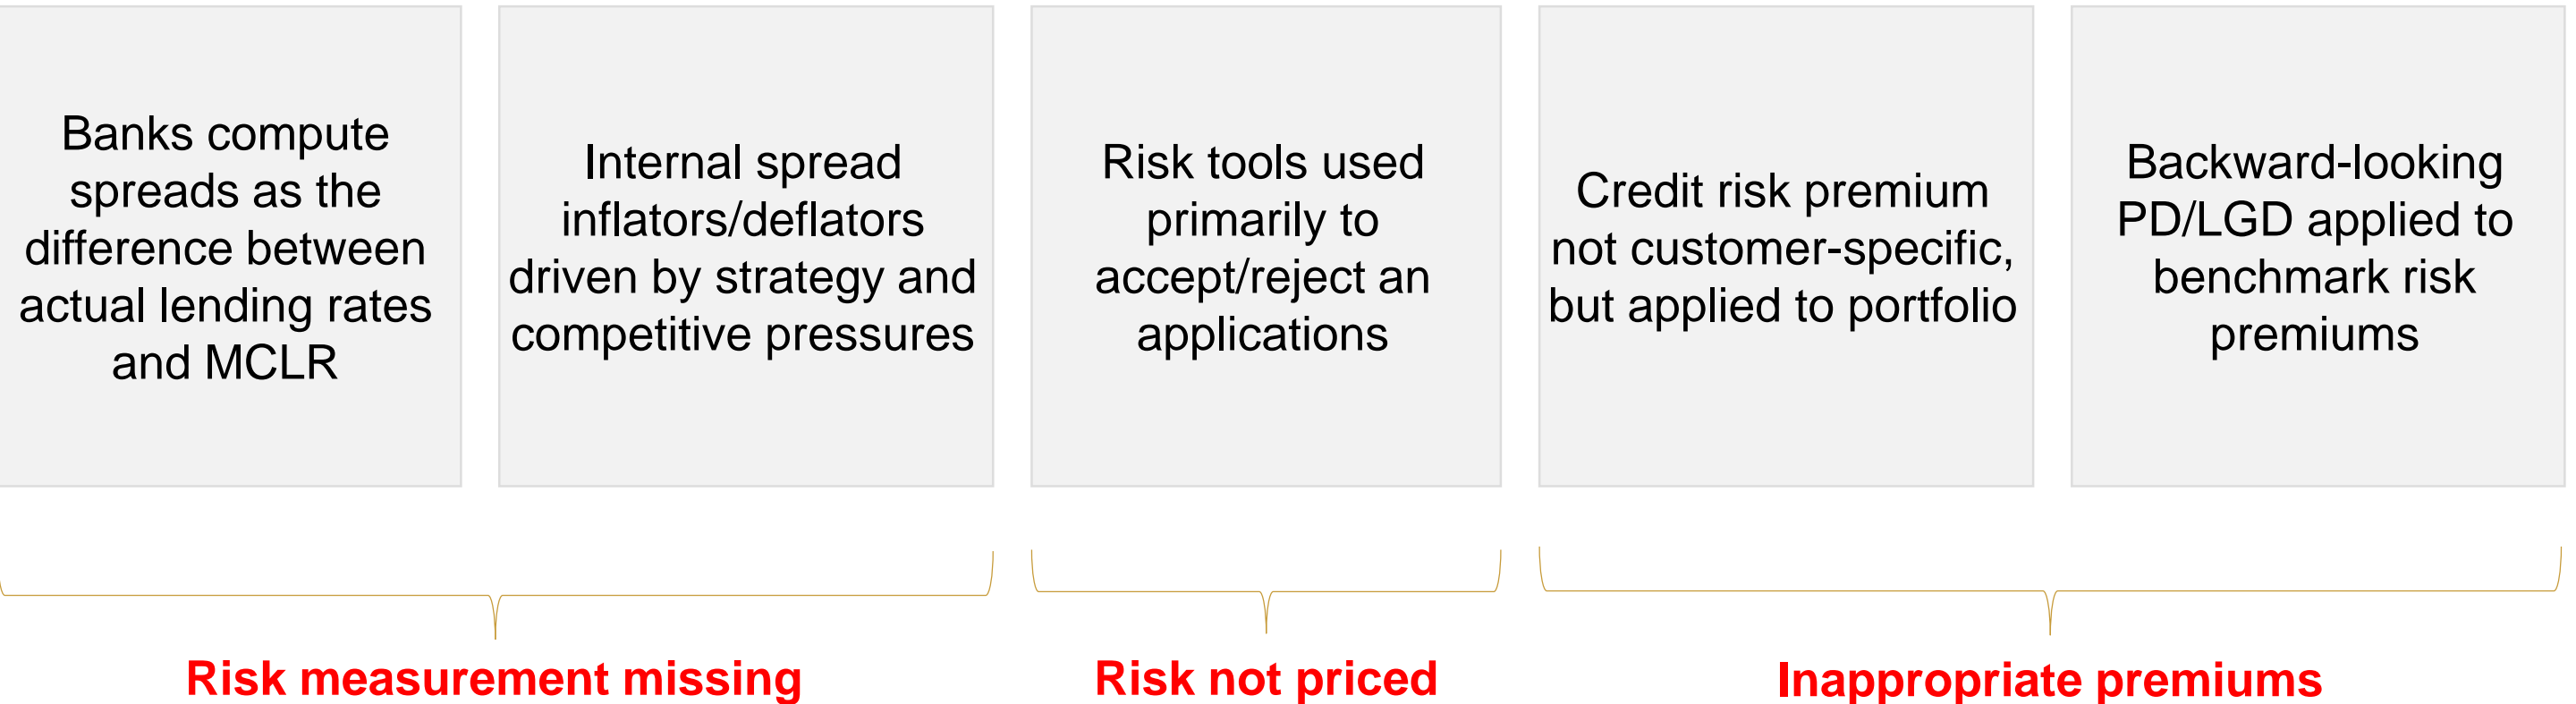 Banks compute
spreads as the
difference between
actual lending rates
and MCLR
Internal spread
inflators/deflators
driven by strategy and
competitive pressures
Risk tools used
primarily to
accept/reject an
applications
Credit risk premium
not customer-specific,
but applied to portfolio
Backward-looking
PD/LGD applied to
benchmark risk
premiums
Risk measurement missing
Risk not priced
Inappropriate premiums